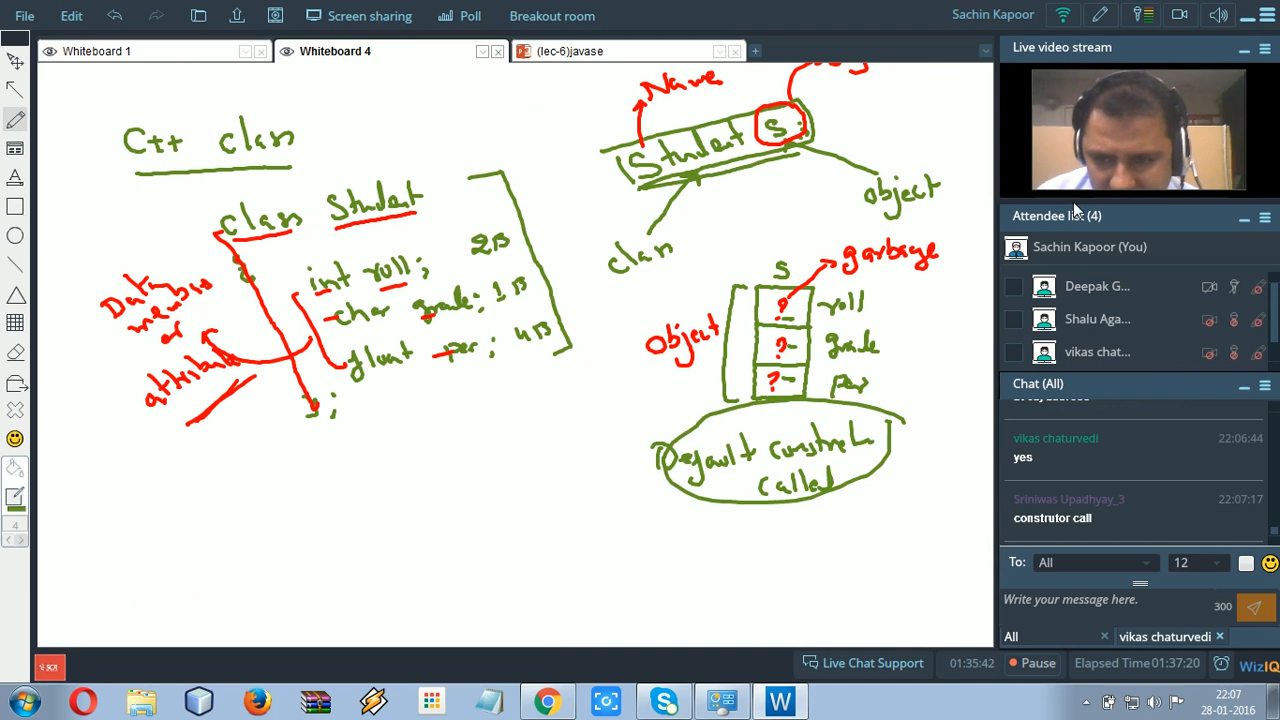 File
Screen sharing
Poll
Breakout room
Sachin Kapoor
Whiteboard 1
Whiteboard 4
(lec-6)javase
Live video stream
C++ class
class Student
int roll; 2B
char grade; 1B
float per; 4B
};
Data
members
or
attributes
Name
Student S;
class
object
S
garbage
Object
? roll
? grade
? per
Default constructor
called
Attendee list (4)
Sachin Kapoor (You)
Deepak G...
Shalu Aga...
vikas chat...
Chat (All)
vikas chaturvedi 22:06:44
yes
Sriniwas Upadhyay_3 22:07:17
construtor call
To: All 12
Write your message here. 300
All vikas chaturvedi
4
Live Chat Support 01:35:42 Pause Elapsed Time 01:37:20 WizIQ
22:07
28-01-2016